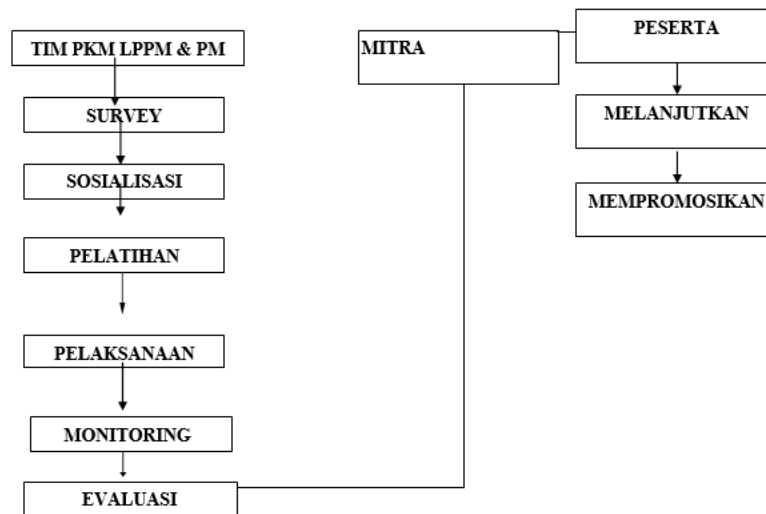 TIM PKM LPPM & PM
SURVEY
SOSIALISASI
PELATIHAN
PELAKSANAAN
MONITORING
EVALUASI
MITRA
PESERTA
MELANJUTKAN
MEMPROMOSIKAN